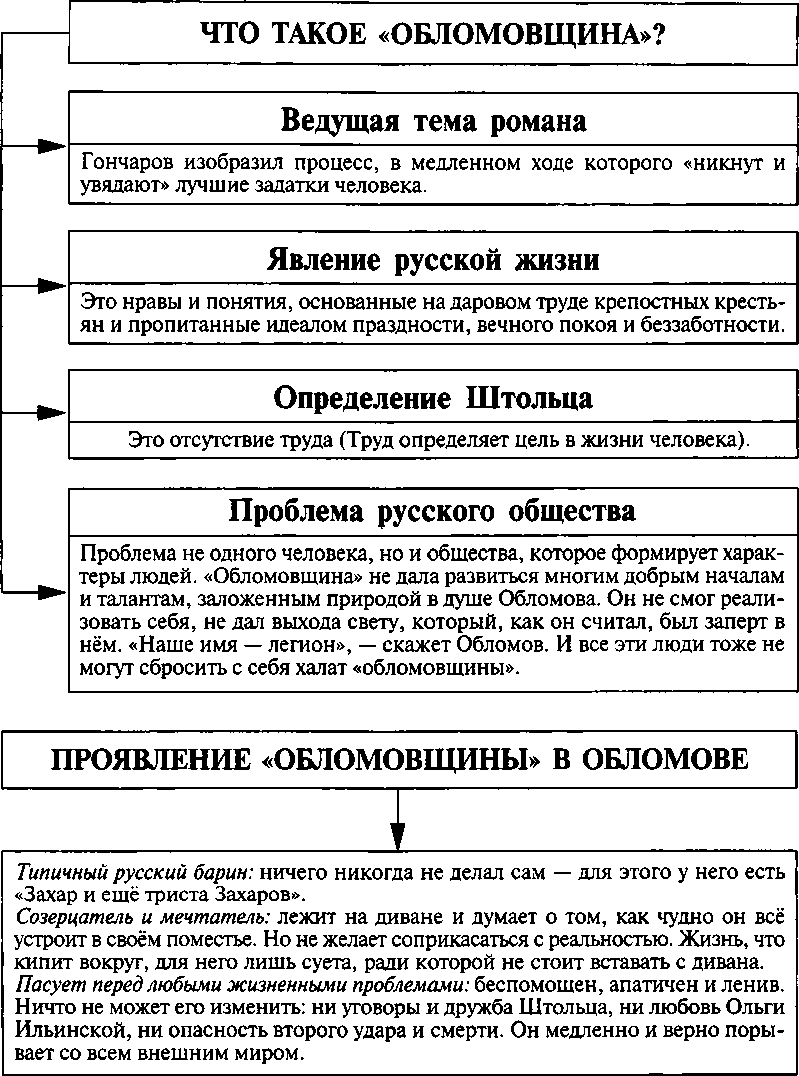 ЧТО ТАКОЕ «ОБЛОМОВЩИНА»?
Ведущая тема романа
Гончаров изобразил процесс, в медленном ходе которого «никнут и
увядают» лучшие задатки человека.
Явление русской жизни
Это нравы и понятия, основанные на даровом труде крепостных кресть-
ян и пропитанные идеалом праздности, вечного покоя и беззаботности.
Определение Штольца
Это отсутствие труда (Труд определяет цель в жизни человека).
Проблема русского общества
Проблема не одного человека, но и общества, которое формирует харак-
теры людей. «Обломовщина» не дала развиться многим добрым началам
и талантам, заложенным природой в душе Обломова. Он не смог реали-
зовать себя, не дал выхода свету, который, как он считал, был заперт в
нём. «Наше имя — легион», — скажет Обломов. И все эти люди тоже не
могут сбросить с себя халат «обломовщины».
ПРОЯВЛЕНИЕ «ОБЛОМОВЩИНЫ» В ОБЛОМОВЕ
Типичный русский барин: ничего никогда не делал сам — для этого у него есть
«Захар и ещё триста Захаров».
Созерцатель и мечтатель: лежит на диване и думает о том, как чудно он всё
устроит в своём поместье. Но не желает соприкасаться с реальностью. Жизнь, что
кипит вокруг, для него лишь суета, ради которой не стоит вставать с дивана.
Пасует перед любыми жизненными проблемами: беспомощен, апатичен и ленив.
Ничто не может его изменить: ни уговоры и дружба Штольца, ни любовь Ольги
Ильинской, ни опасность второго удара и смерти. Он медленно и верно поры-
вает со всем внешним миром.